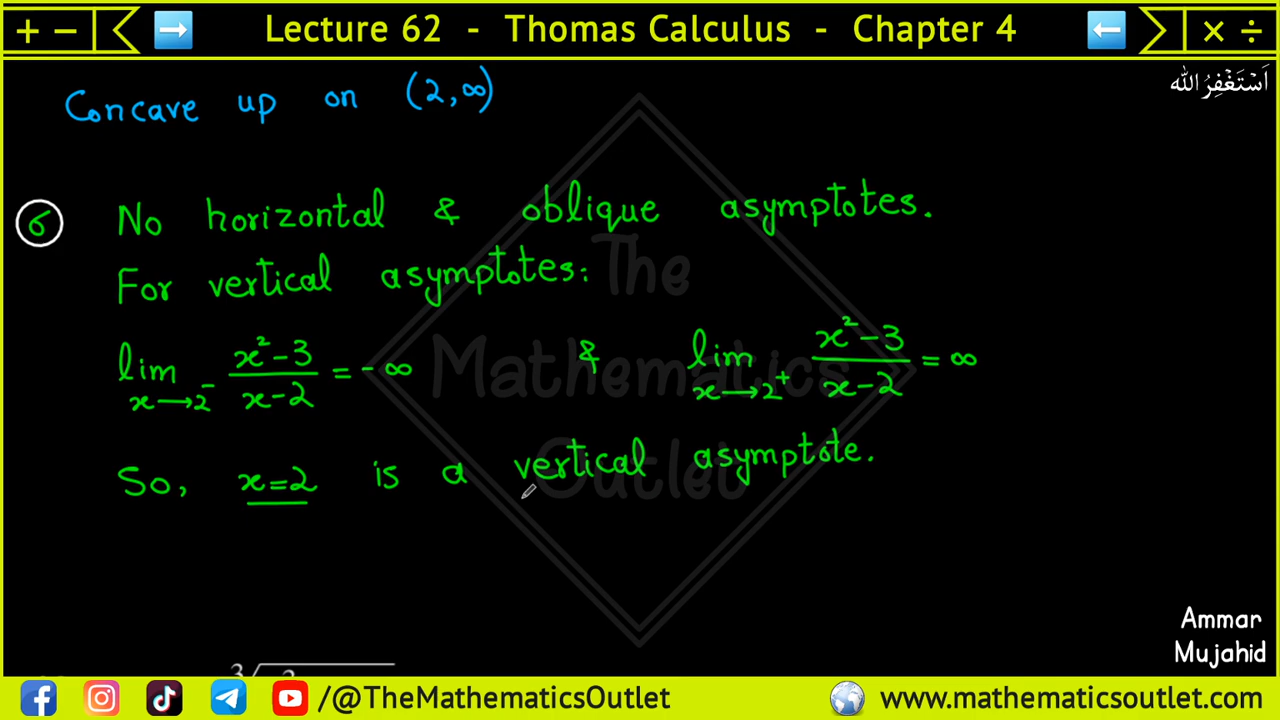 + − Lecture 62 - Thomas Calculus - Chapter 4 × ÷
اَسْتَغْفِرُ الله
Concave up on (2, ∞)
6 No horizontal & oblique asymptotes.
For vertical asymptotes:
lim x→2⁻ (x²-3)/(x-2) = -∞ & lim x→2⁺ (x²-3)/(x-2) = ∞
So, x=2 is a vertical asymptote.
The
Mathematics
Outlet
Ammar
Mujahid
/@TheMathematicsOutlet www.mathematicsoutlet.com